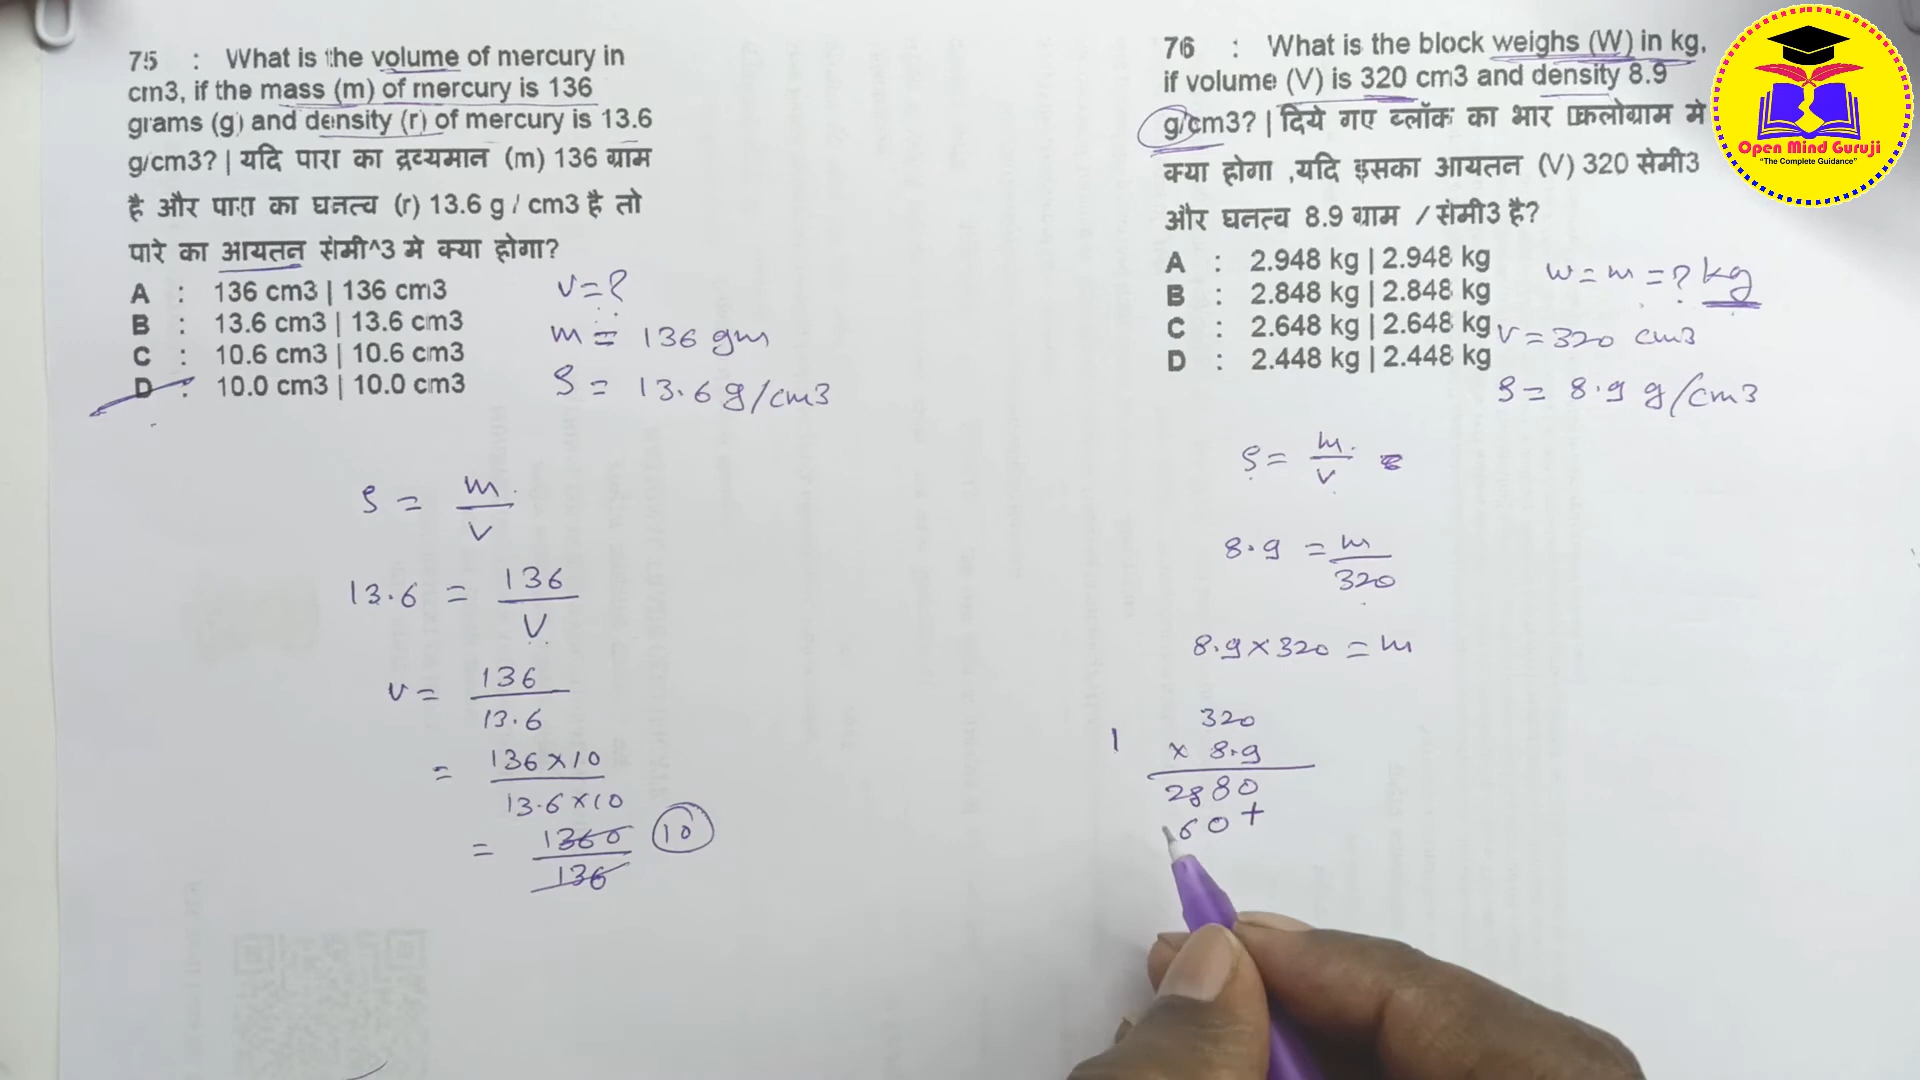 75 : What is the volume of mercury in
cm3, if the mass (m) of mercury is 136
grams (g) and density (r) of mercury is 13.6
g/cm3? | यदि पारा का द्रव्यमान (m) 136 ग्राम
है और पारा का घनत्व (r) 13.6 g / cm3 है तो
पारे का आयतन सेंमी^3 मे क्या होगा?
A : 136 cm3 | 136 cm3
B : 13.6 cm3 | 13.6 cm3
C : 10.6 cm3 | 10.6 cm3
D : 10.0 cm3 | 10.0 cm3
v = ?
m = 136 gm
S = 13.6 g/cm3
S = m/v
13.6 = 136/V
v = 136/13.6
= 136×10/13.6×10
= 1360/136 10
76 : What is the block weighs (W) in kg,
if volume (V) is 320 cm3 and density 8.9
g/cm3? | दिये गए ब्लॉक का भार किलोग्राम मे
क्या होगा ,यदि इसका आयतन (V) 320 सेमी3
और घनत्व 8.9 ग्राम / सेमी3 है?
A : 2.948 kg | 2.948 kg
B : 2.848 kg | 2.848 kg
C : 2.648 kg | 2.648 kg
D : 2.448 kg | 2.448 kg
w = m = ? kg
v = 320 cm3
S = 8.9 g/cm3
S = m/v
8.9 = m/320
8.9×320 = m
320
1 × 8.9
2880
60+
Open Mind Guruji
"The Complete Guidance"